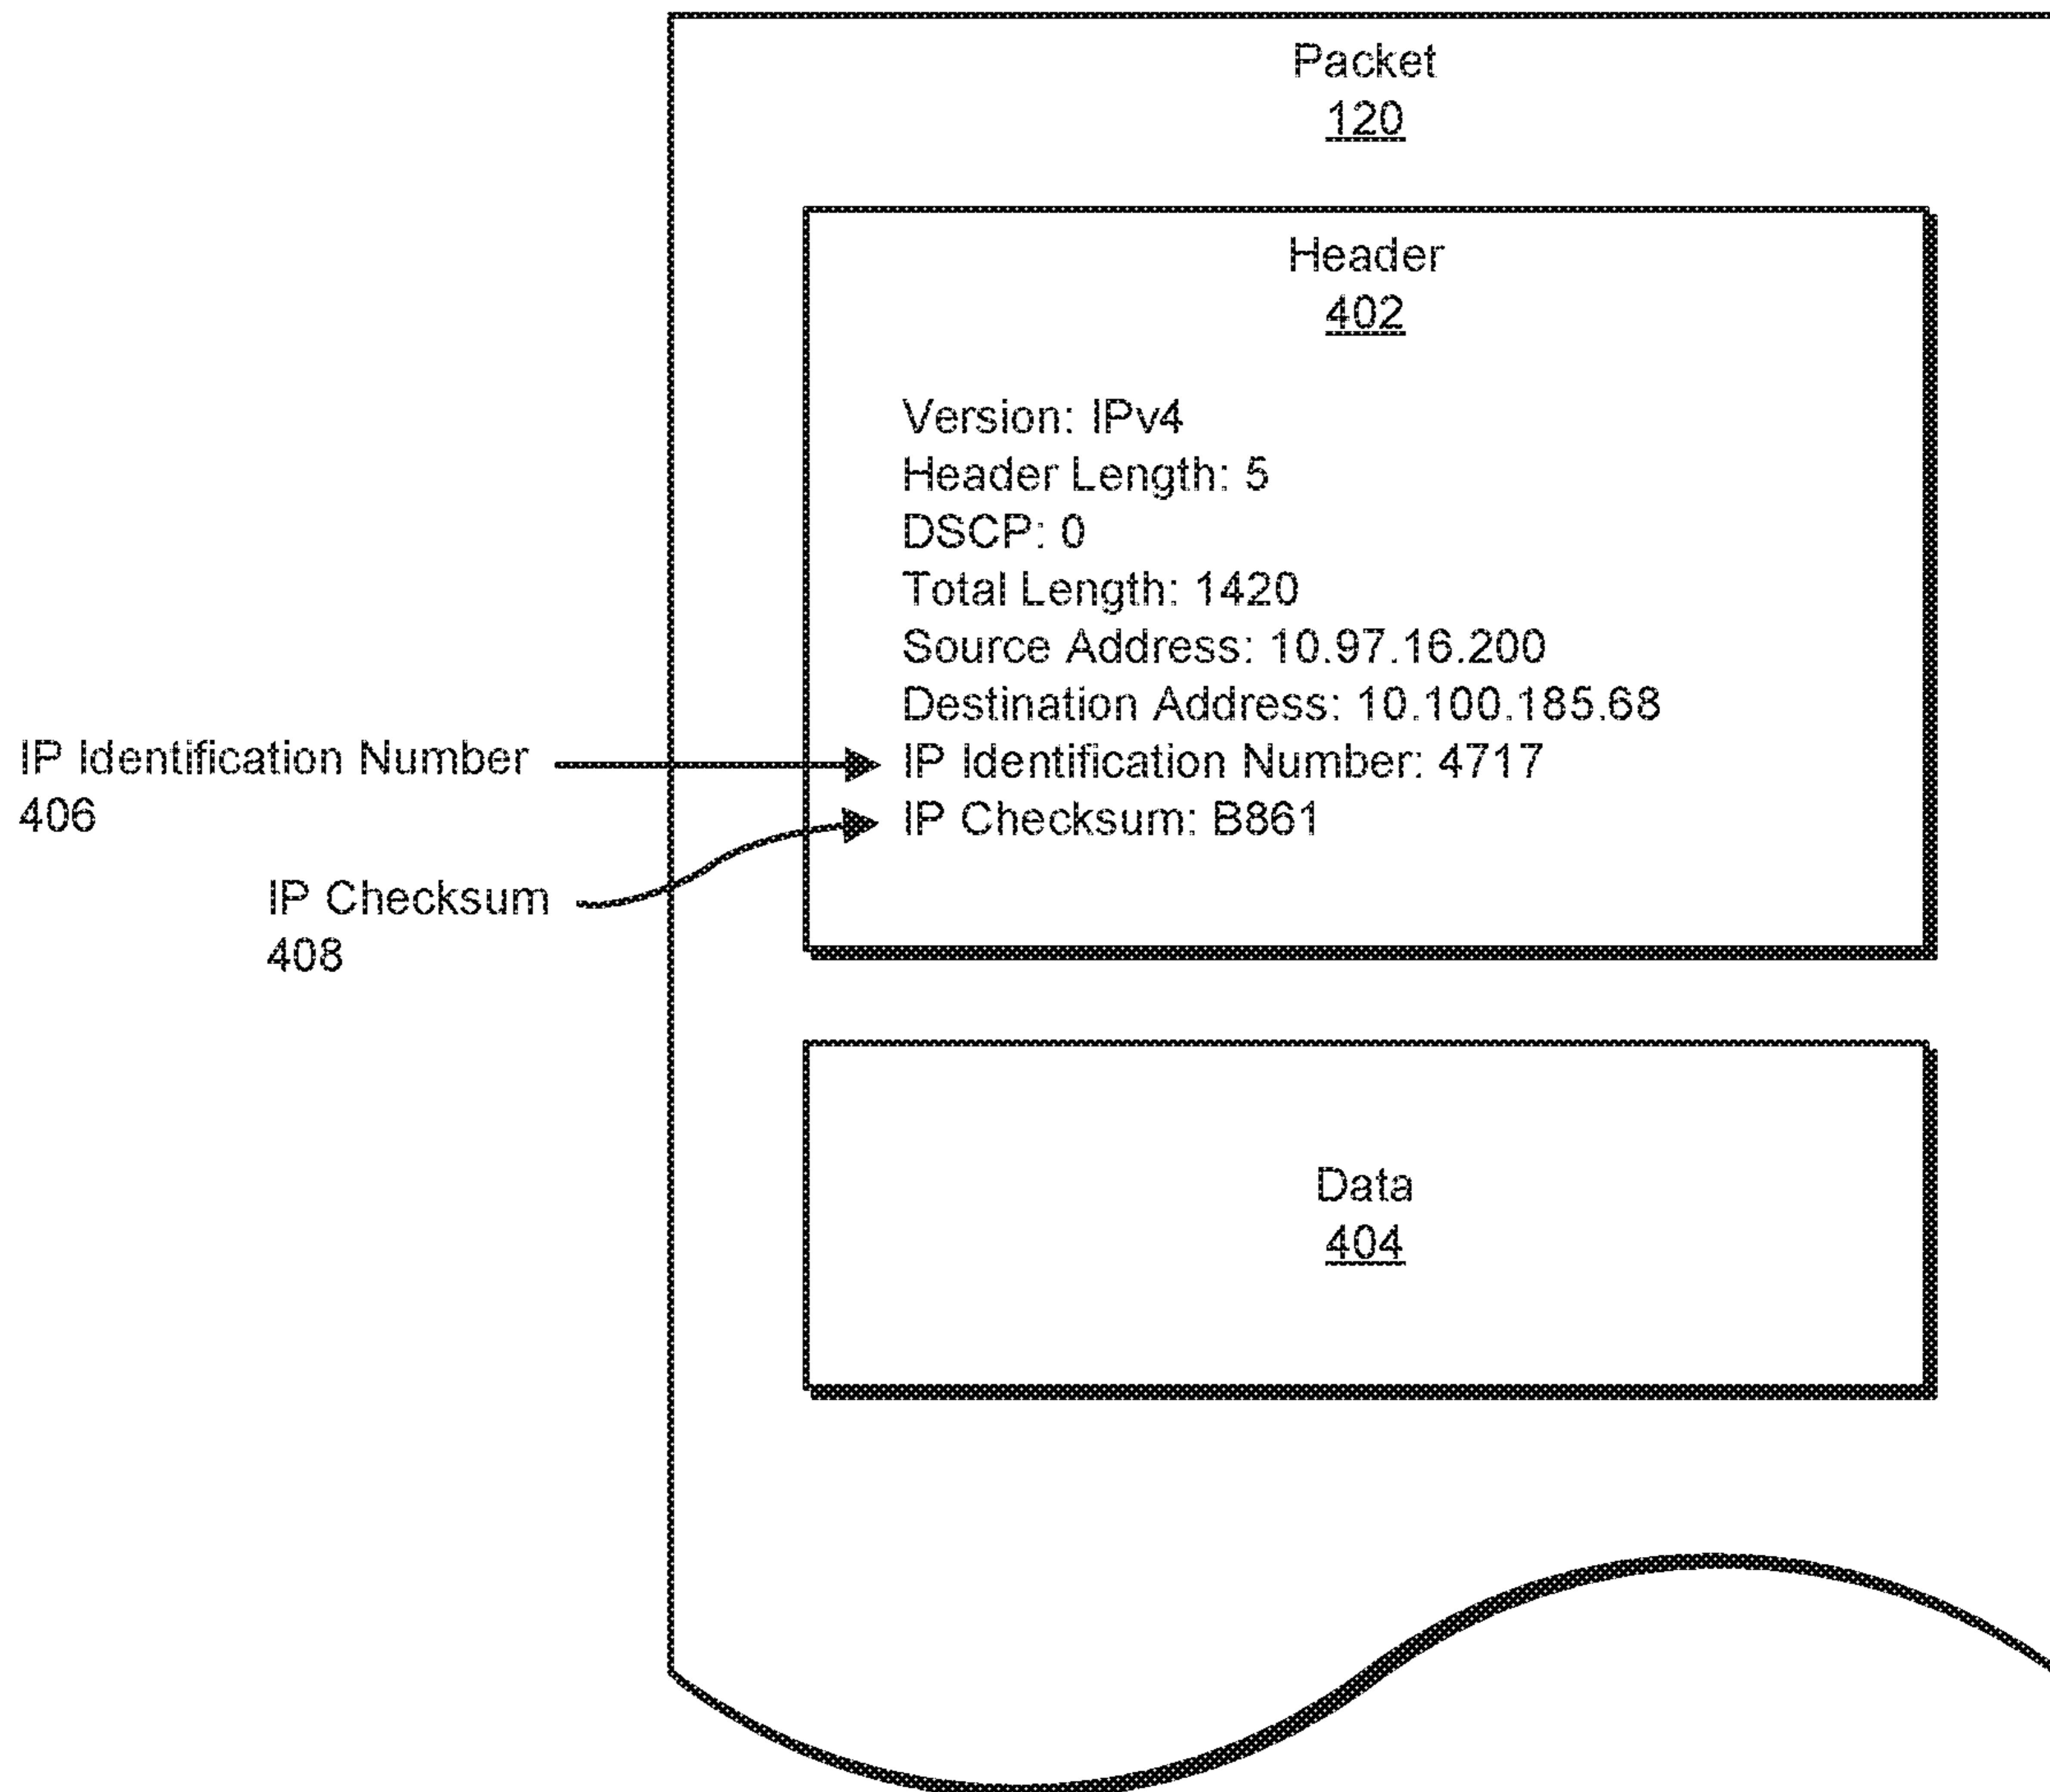 Packet
120
Header
402
Version: IPv4
Header Length: 5
DSCP: 0
Total Length: 1420
Source Address: 10.97.16.200
Destination Address: 10.100.185.68
IP Identification Number: 4717
IP Checksum: B861
IP Identification Number
406
IP Checksum
408
Data
404